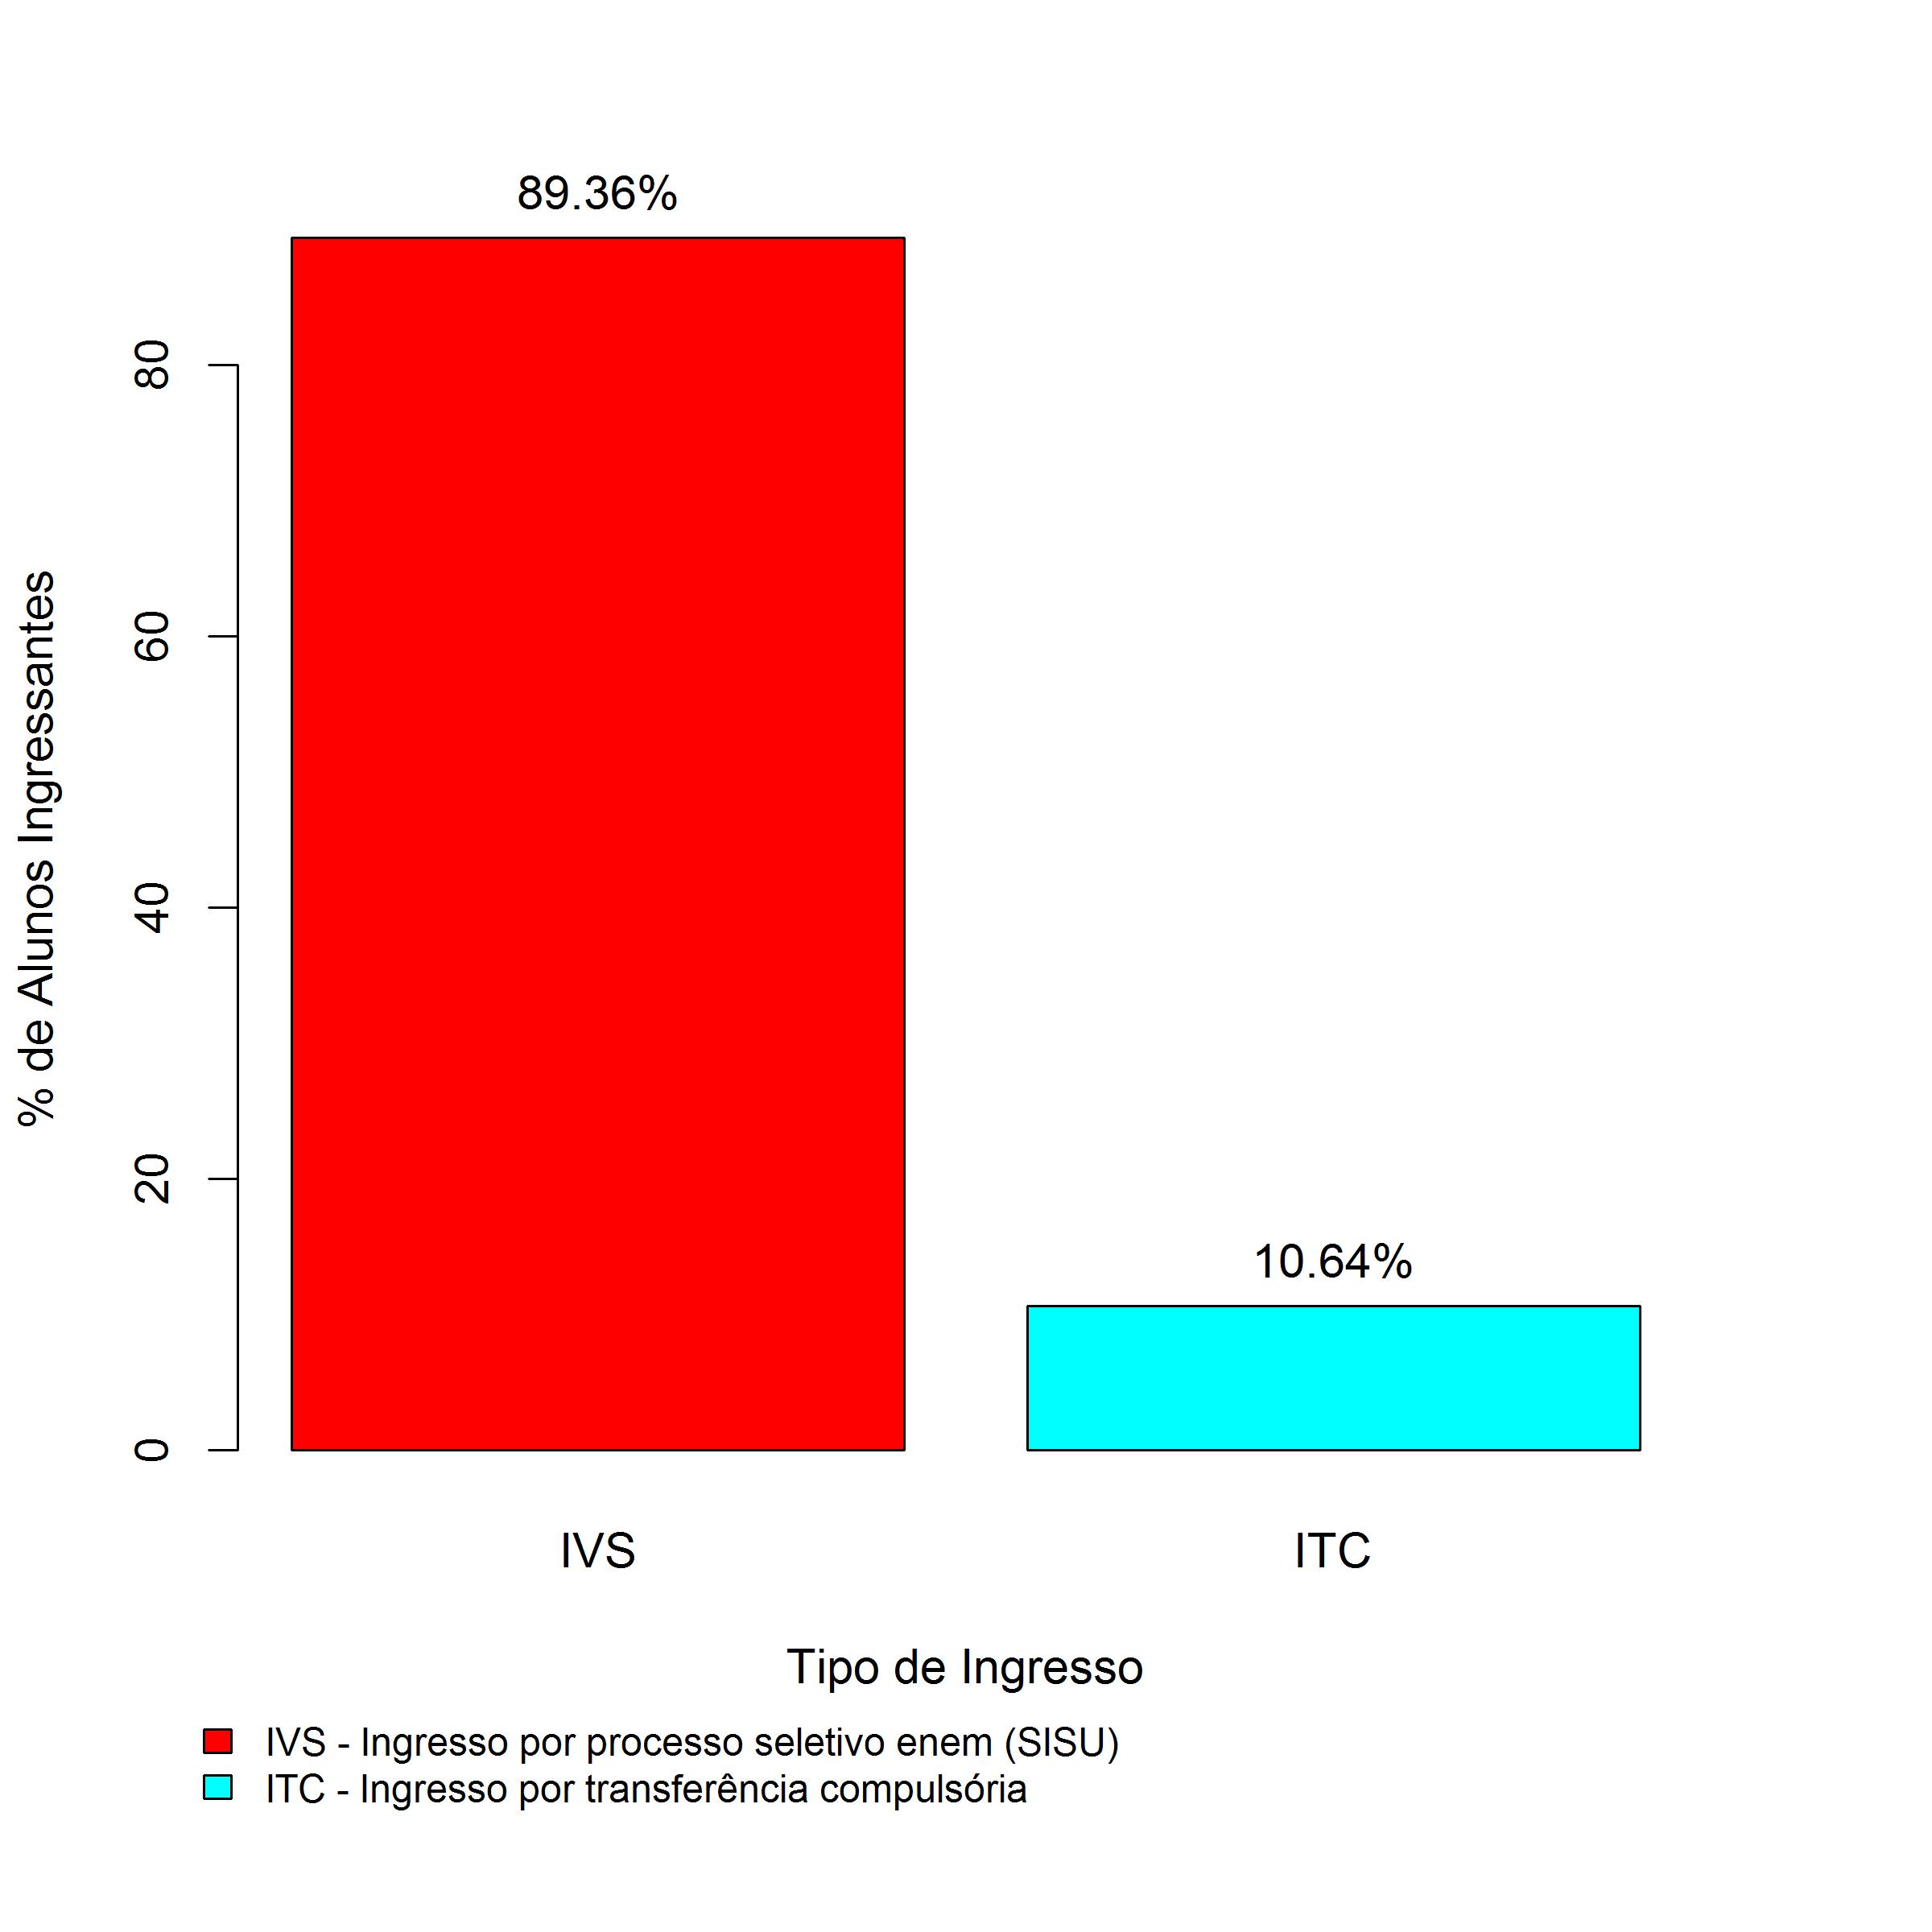 89.36%
80
60
40
20
0
% de Alunos Ingressantes
10.64%
IVS
ITC
Tipo de Ingresso
IVS - Ingresso por processo seletivo enem (SISU)
ITC - Ingresso por transferência compulsória